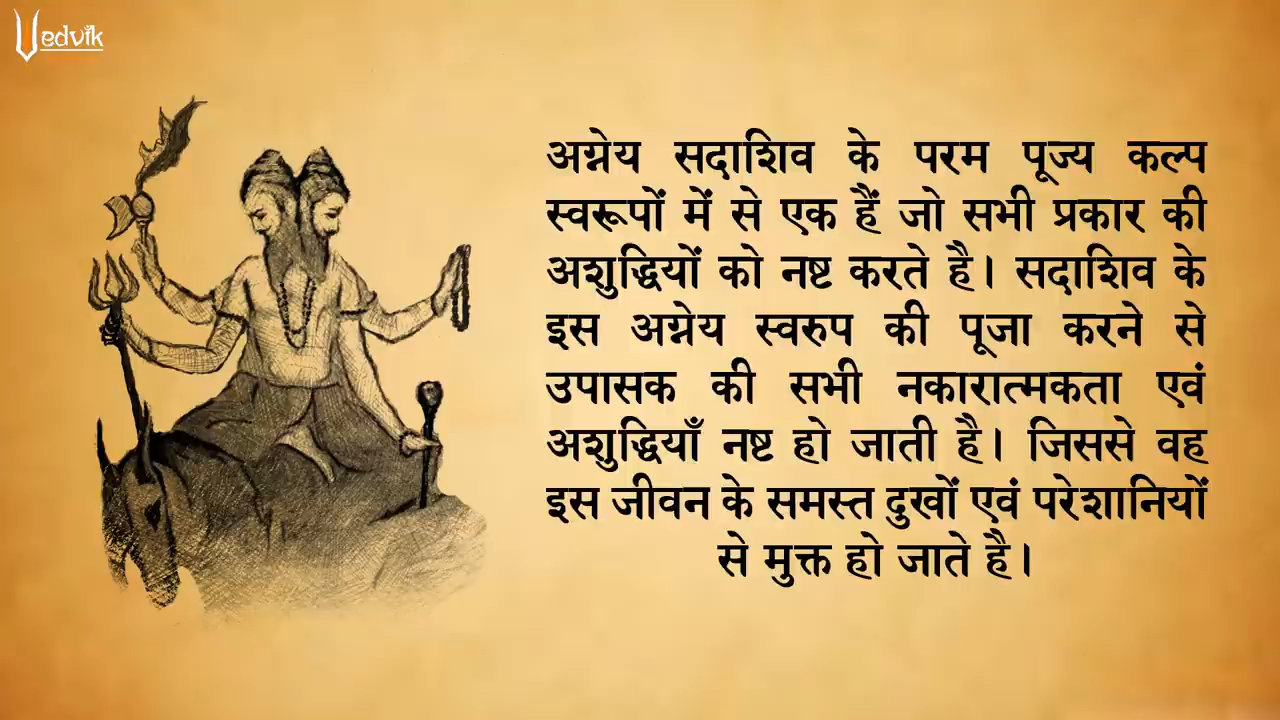 Vedvik
अग्नेय सदाशिव के परम पूज्य कल्प
स्वरूपों में से एक हैं जो सभी प्रकार की
अशुद्धियों को नष्ट करते है। सदाशिव के
इस अग्नेय स्वरुप की पूजा करने से
उपासक की सभी नकारात्मकता एवं
अशुद्धियाँ नष्ट हो जाती है। जिससे वह
इस जीवन के समस्त दुखों एवं परेशानियों
से मुक्त हो जाते है।